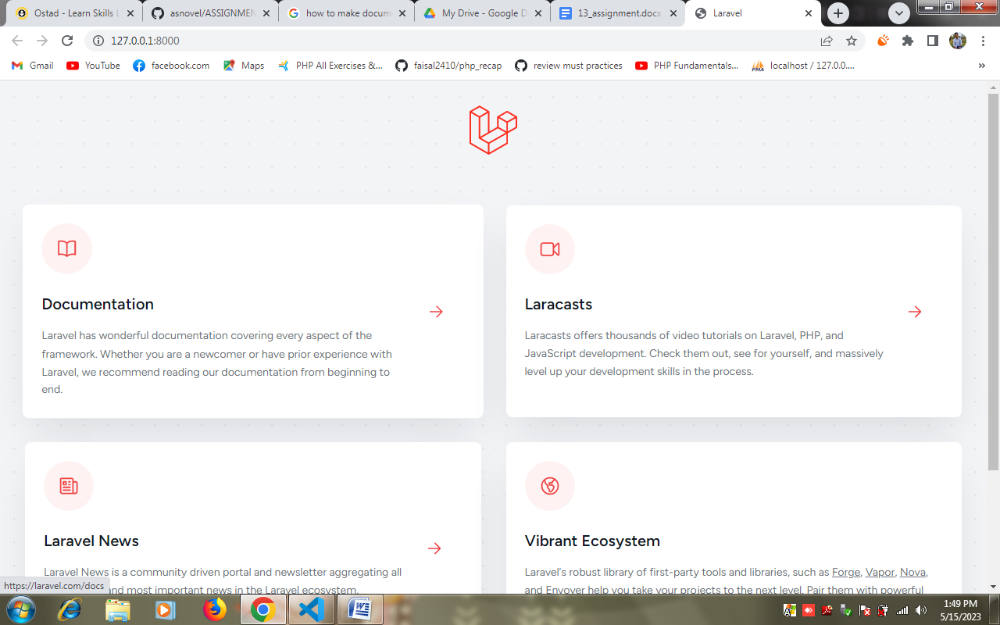 Ostad - Learn Skills L
asnovel/ASSIGNMEN
how to make docum
My Drive - Google D
13_assignment.docx
Laravel
127.0.0.1:8000
Gmail
YouTube
facebook.com
Maps
PHP All Exercises &...
faisal2410/php_recap
review must practices
PHP Fundamentals...
PMA
localhost / 127.0.0....
»
Documentation
Laravel has wonderful documentation covering every aspect of the
framework. Whether you are a newcomer or have prior experience with
Laravel, we recommend reading our documentation from beginning to
end.
Laracasts
Laracasts offers thousands of video tutorials on Laravel, PHP, and
JavaScript development. Check them out, see for yourself, and massively
level up your development skills in the process.
Laravel News
Laravel News is a community driven portal and newsletter aggregating all
and most important news in the Laravel ecosystem.
Vibrant Ecosystem
Laravel's robust library of first-party tools and libraries, such as Forge, Vapor, Nova,
and Envoyer help you take your projects to the next level. Pair them with powerful
https://laravel.com/docs
1:49 PM
5/15/2023